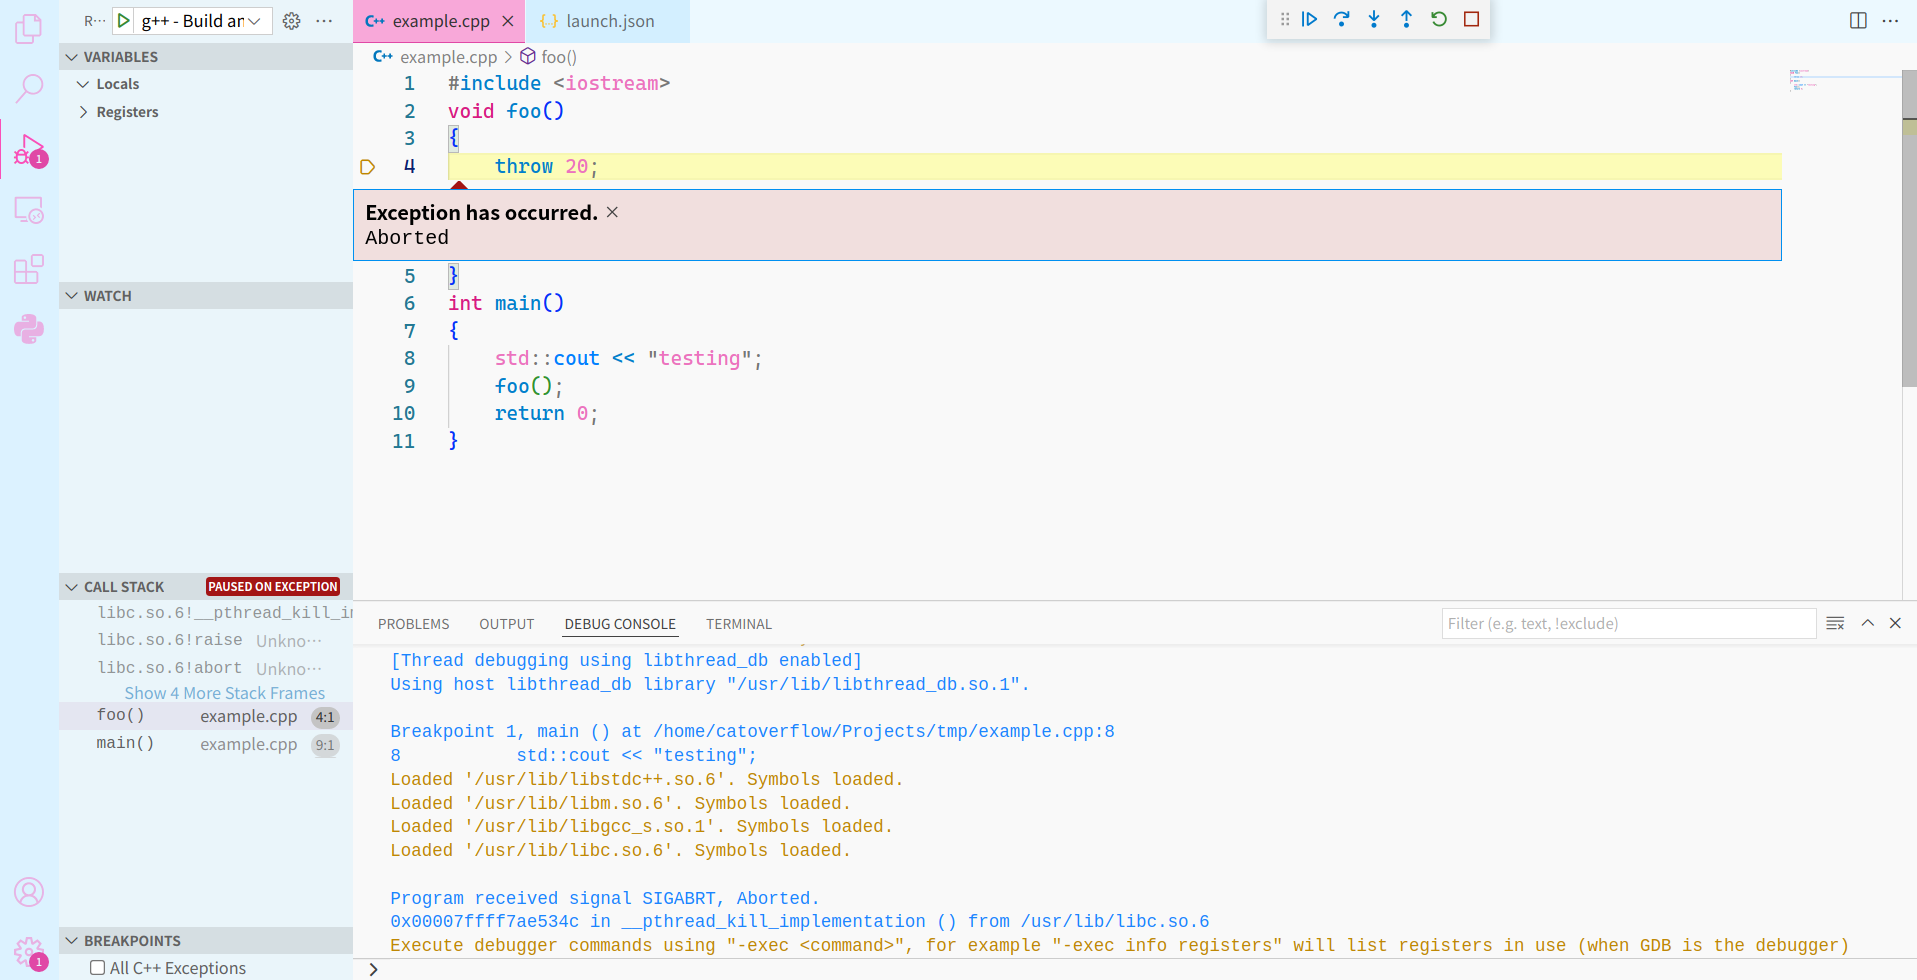 R··· g++ - Build an
VARIABLES
Locals
Registers
WATCH
CALL STACK PAUSED ON EXCEPTION
libc.so.6!__pthread_kill_i
libc.so.6!raise Unkno···
libc.so.6!abort Unkno···
Show 4 More Stack Frames
foo() example.cpp 4:1
main() example.cpp 9:1
BREAKPOINTS
All C++ Exceptions
1
1
example.cpp launch.json
example.cpp > foo()
1 #include <iostream>
2 void foo()
3 {
4 throw 20;
Exception has occurred.
Aborted
5 }
6 int main()
7 {
8 std::cout << "testing";
9 foo();
10 return 0;
11 }
PROBLEMS OUTPUT DEBUG CONSOLE TERMINAL Filter (e.g. text, !exclude)
[Thread debugging using libthread_db enabled]
Using host libthread_db library "/usr/lib/libthread_db.so.1".
Breakpoint 1, main () at /home/catoverflow/Projects/tmp/example.cpp:8
8 std::cout << "testing";
Loaded '/usr/lib/libstdc++.so.6'. Symbols loaded.
Loaded '/usr/lib/libm.so.6'. Symbols loaded.
Loaded '/usr/lib/libgcc_s.so.1'. Symbols loaded.
Loaded '/usr/lib/libc.so.6'. Symbols loaded.
Program received signal SIGABRT, Aborted.
0x00007ffff7ae534c in __pthread_kill_implementation () from /usr/lib/libc.so.6
Execute debugger commands using "-exec <command>", for example "-exec info registers" will list registers in use (when GDB is the debugger)